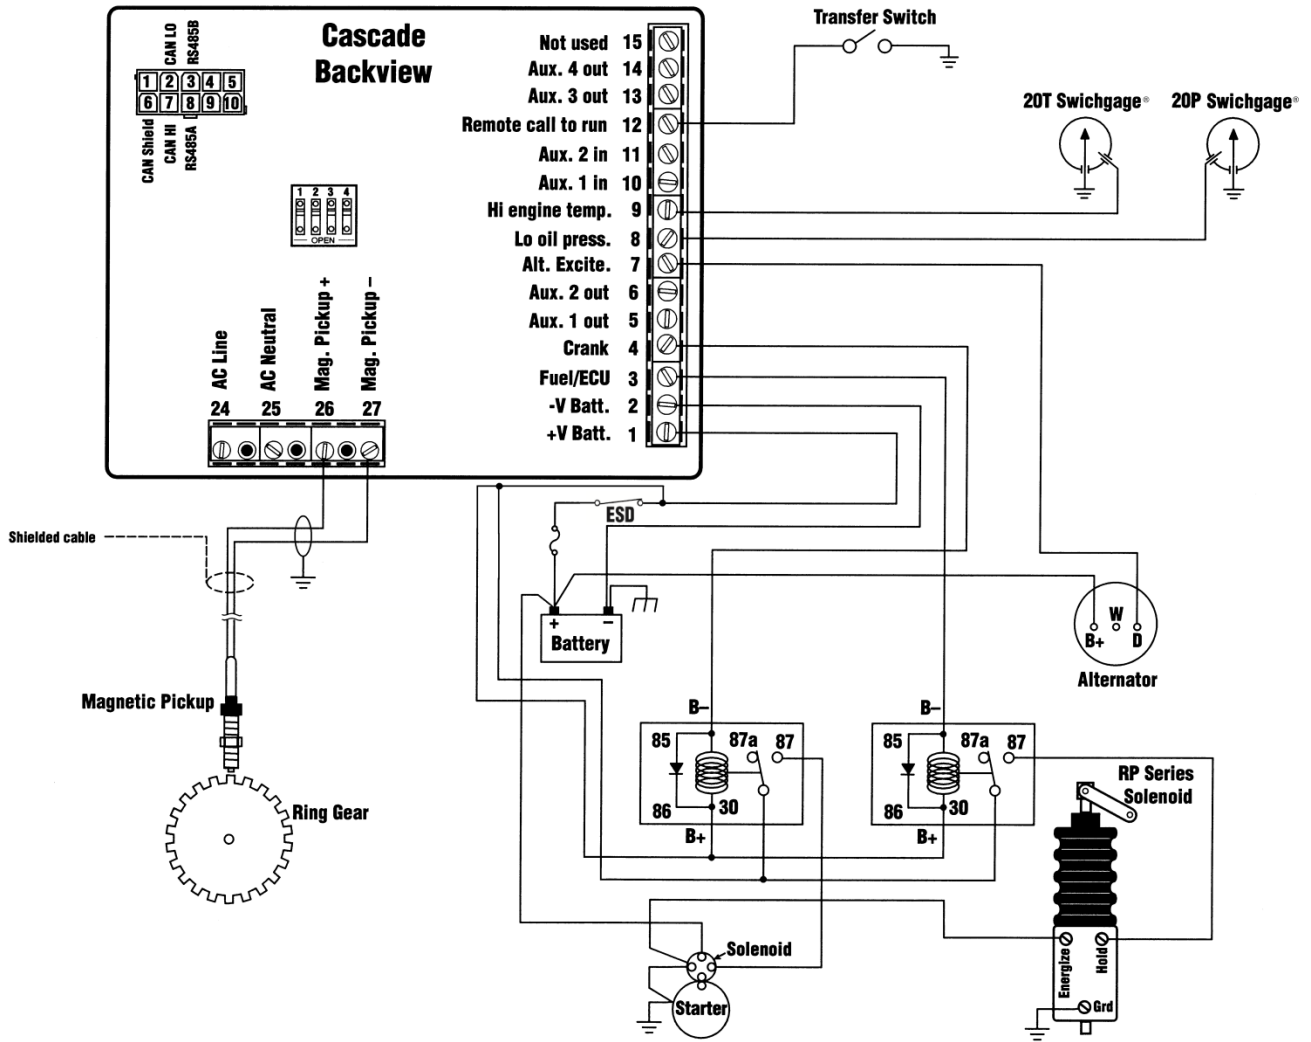 Cascade
Backview
CAN LO
RS485B
1 2 3 4 5
6 7 8 9 10
CAN Shield
CAN HI
RS485A
1 2 3 4
OPEN
Not used 15
Aux. 4 out 14
Aux. 3 out 13
Remote call to run 12
Aux. 2 in 11
Aux. 1 in 10
Hi engine temp. 9
Lo oil press. 8
Alt. Excite. 7
Aux. 2 out 6
Aux. 1 out 5
Crank 4
Fuel/ECU 3
-V Batt. 2
+V Batt. 1
AC Line
AC Neutral
Mag. Pickup +
Mag. Pickup –
24 25 26 27
Transfer Switch
20T Swichgage®
20P Swichgage®
Shielded cable
Magnetic Pickup
Ring Gear
ESD
+ –
Battery
W
B+ D
Alternator
B–
85 87a 87
86 30
B+
B–
85 87a 87
86 30
B+
RP Series
Solenoid
Energize
Hold
Grd
Solenoid
Starter